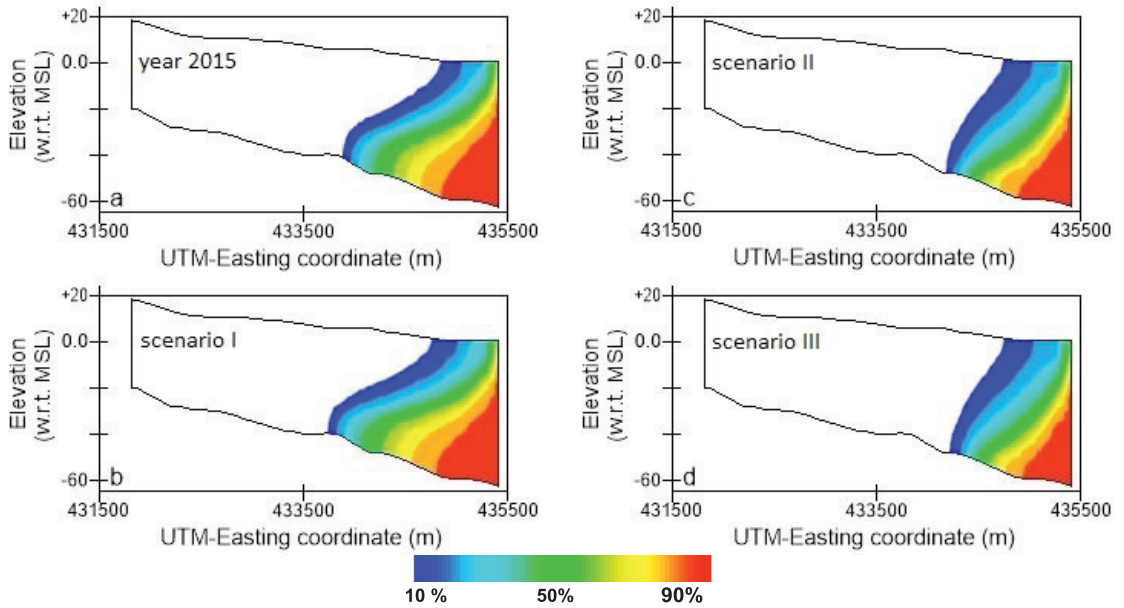 +20
0.0
-60
Elevation
(w.r.t. MSL)
year 2015
a
431500 433500 435500
UTM-Easting coordinate (m)
+20
0.0
-60
Elevation
(w.r.t. MSL)
scenario II
c
431500 433500 435500
UTM-Easting coordinate (m)
+20
0.0
-60
Elevation
(w.r.t. MSL)
scenario I
b
431500 433500 435500
UTM-Easting coordinate (m)
+20
0.0
-60
Elevation
(w.r.t. MSL)
scenario III
d
431500 433500 435500
UTM-Easting coordinate (m)
10 % 50% 90%